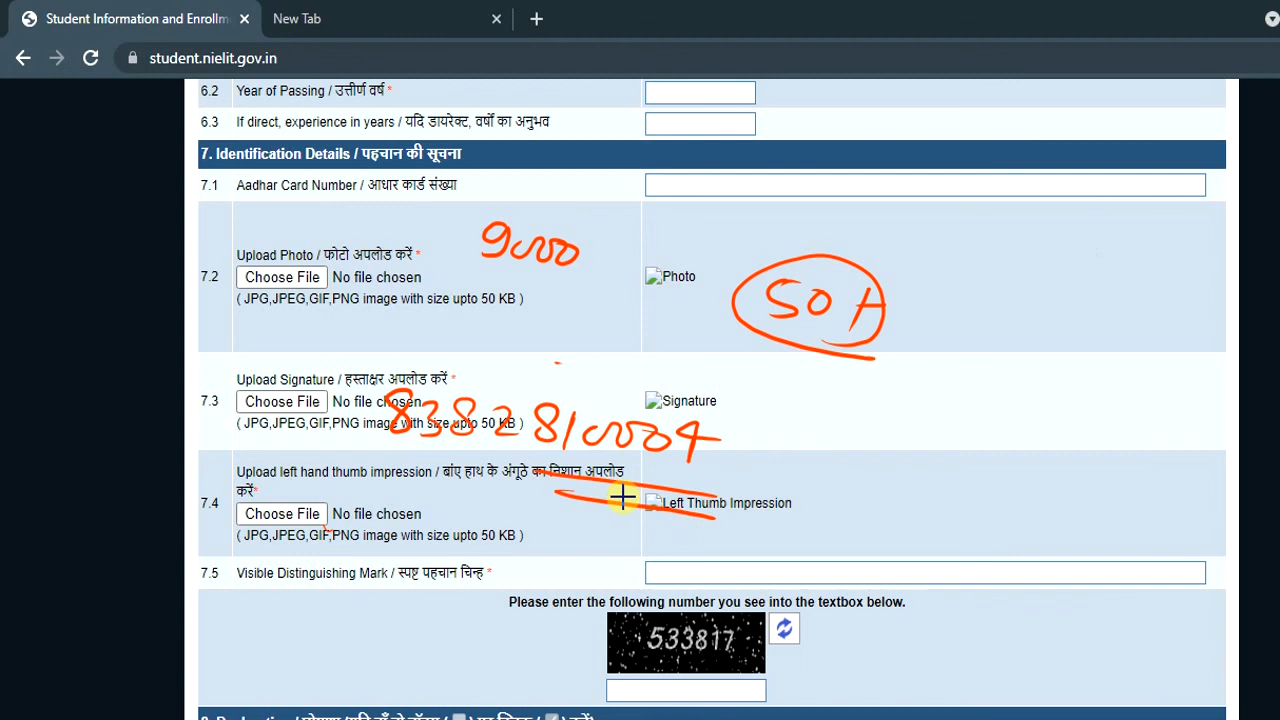 Student Information and Enrollm
New Tab
student.nielit.gov.in
6.2 Year of Passing / उत्तीर्ण वर्ष *
6.3 If direct, experience in years / यदि डायरेक्ट, वर्षों का अनुभव
7. Identification Details / पहचान की सूचना
7.1 Aadhar Card Number / आधार कार्ड संख्या
9000
Upload Photo / फोटो अपलोड करें *
7.2 Choose File No file chosen Photo
( JPG,JPEG,GIF,PNG image with size upto 50 KB )
50
Upload Signature / हस्ताक्षर अपलोड करें *
7.3 Choose File No file chosen Signature
( JPG,JPEG,GIF,PNG image with size upto 50 KB )
8382810004
Upload left hand thumb impression / बांए हाथ के अंगूठे का निशान अपलोड
करें*
7.4 Choose File No file chosen Left Thumb Impression
( JPG,JPEG,GIF,PNG image with size upto 50 KB )
7.5 Visible Distinguishing Mark / स्पष्ट पहचान चिन्ह *
Please enter the following number you see into the textbox below.
533817